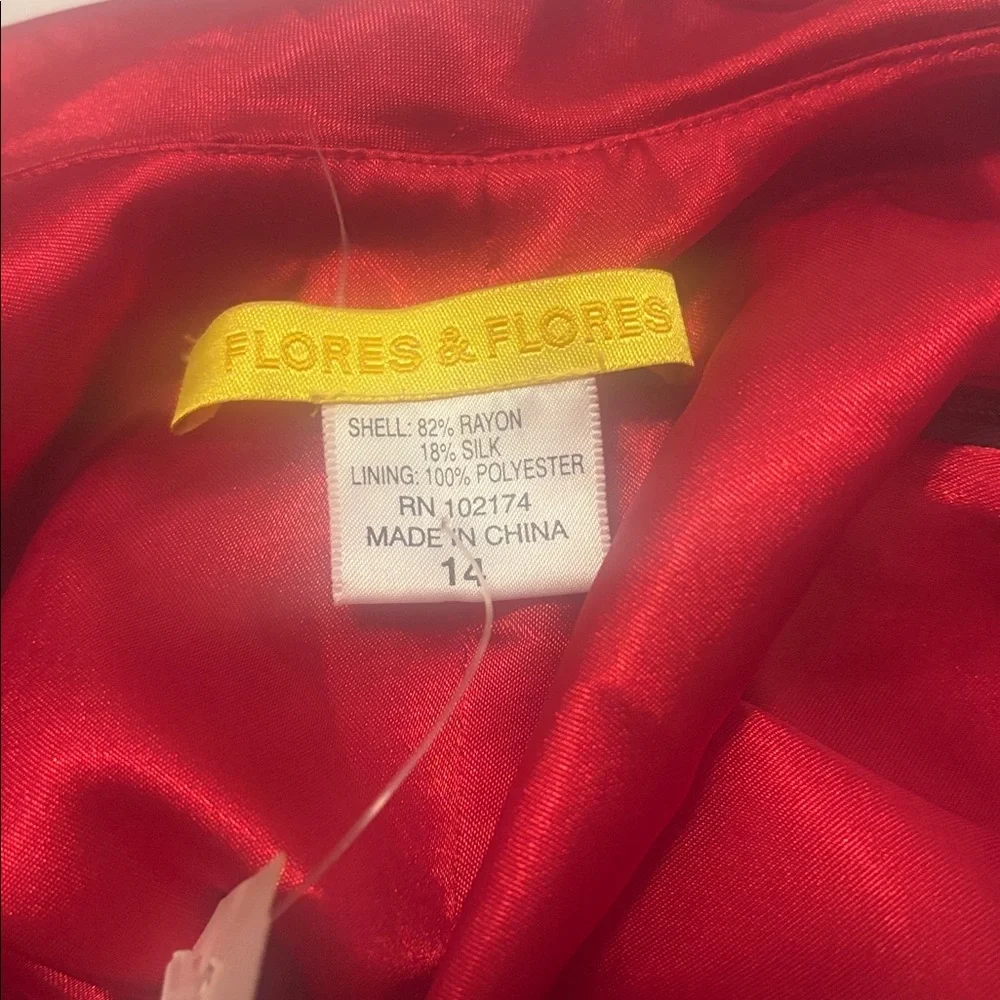 FLORES & FLORES
SHELL: 82% RAYON
18% SILK
LINING: 100% POLYESTER
RN 102174
MADE IN CHINA
14